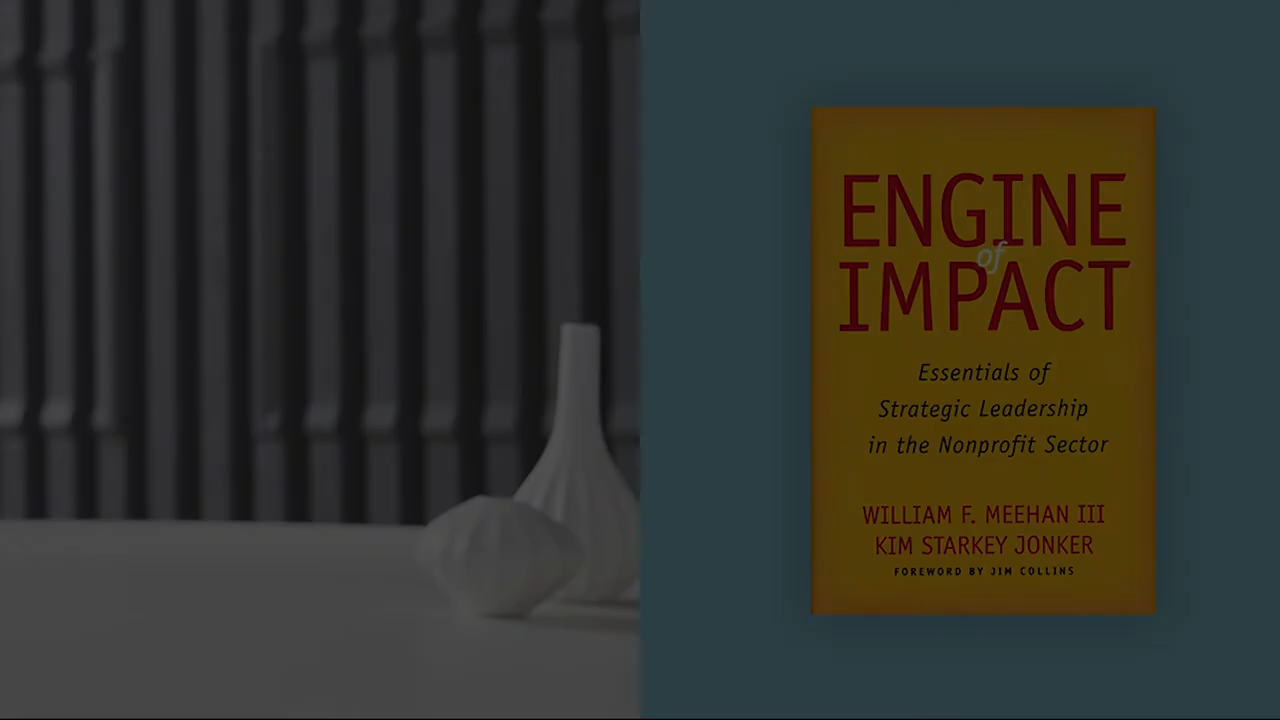 ENGINE
of
IMPACT
Essentials of
Strategic Leadership
in the Nonprofit Sector
WILLIAM F. MEEHAN III
KIM STARKEY JONKER
FOREWORD BY JIM COLLINS